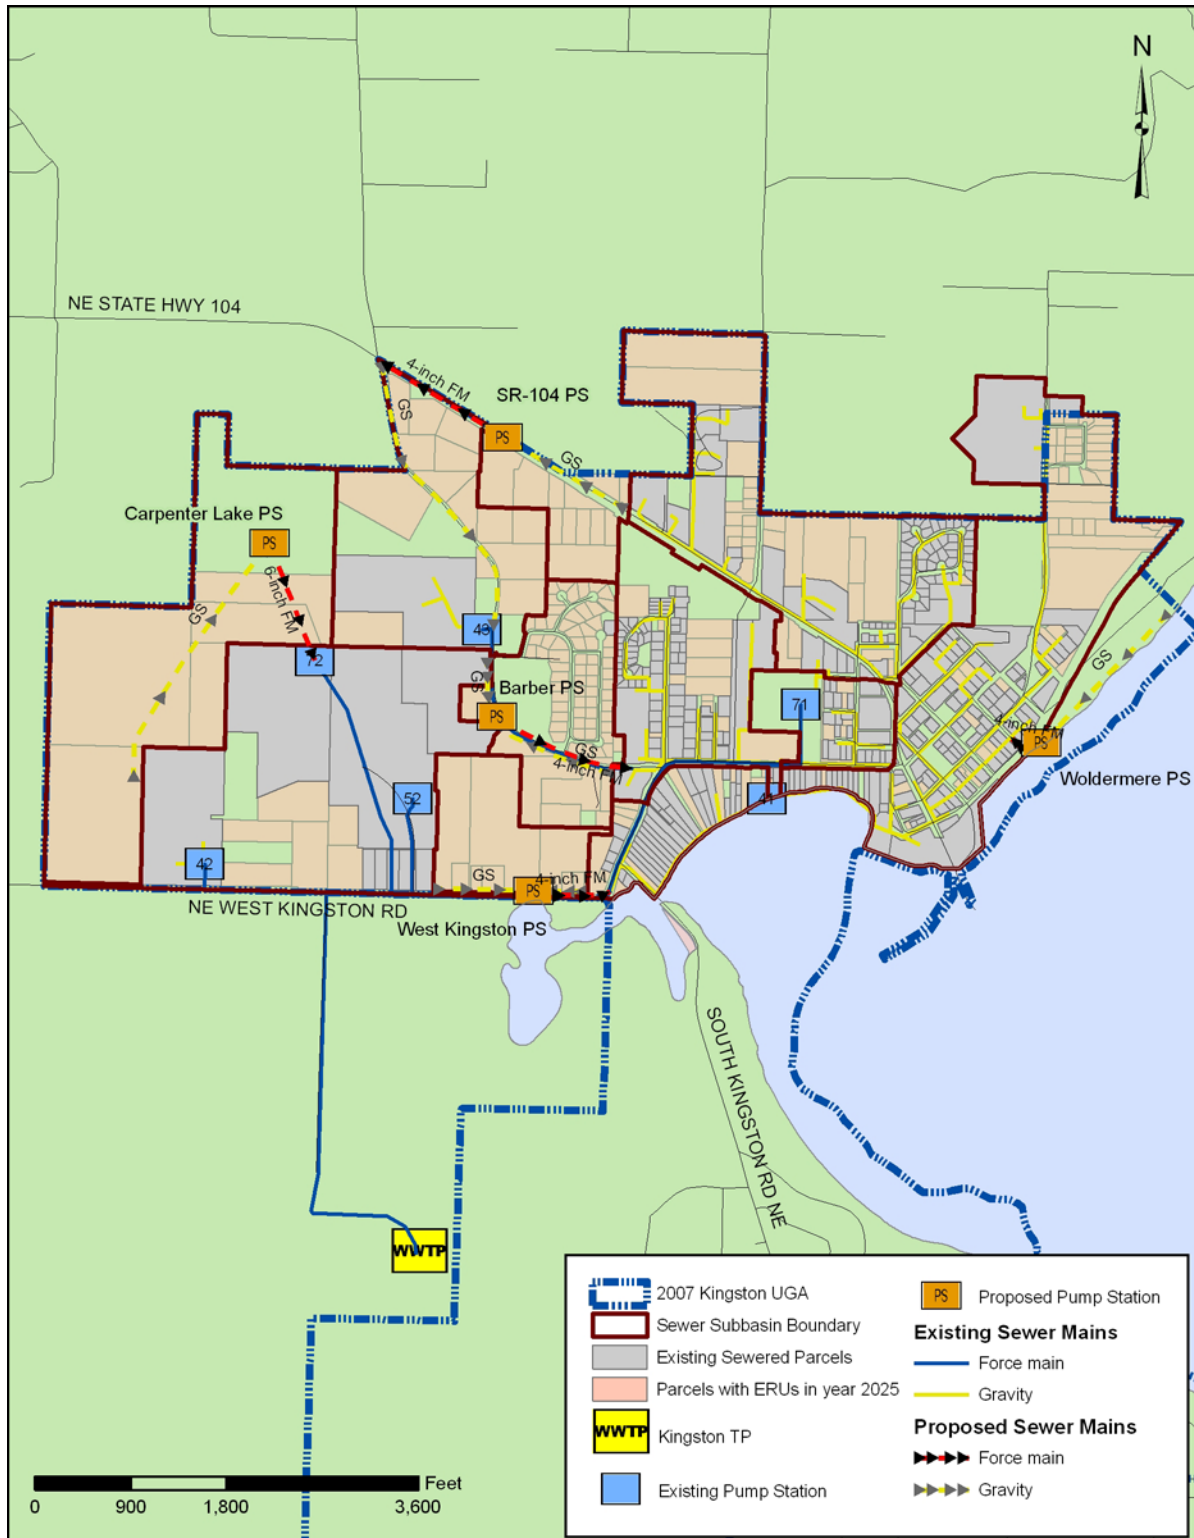 N
NE STATE HWY 104
4-inch FM
SR-104 PS
GS
PS
GS
Carpenter Lake PS
PS
6-inch FM
GS
43
72
GS
Barber PS
PS
GS
4-inch FM
71
GS
4-inch FM
PS
Woldermere PS
52
41
42
GS
4-inch FM
PS
NE WEST KINGSTON RD
West Kingston PS
SOUTH KINGSTON RD NE
WWTP
2007 Kingston UGA
Sewer Subbasin Boundary
Existing Sewered Parcels
Parcels with ERUs in year 2025
WWTP Kingston TP
Existing Pump Station
PS Proposed Pump Station
Existing Sewer Mains
Force main
Gravity
Proposed Sewer Mains
Force main
Gravity
Feet
0 900 1,800 3,600